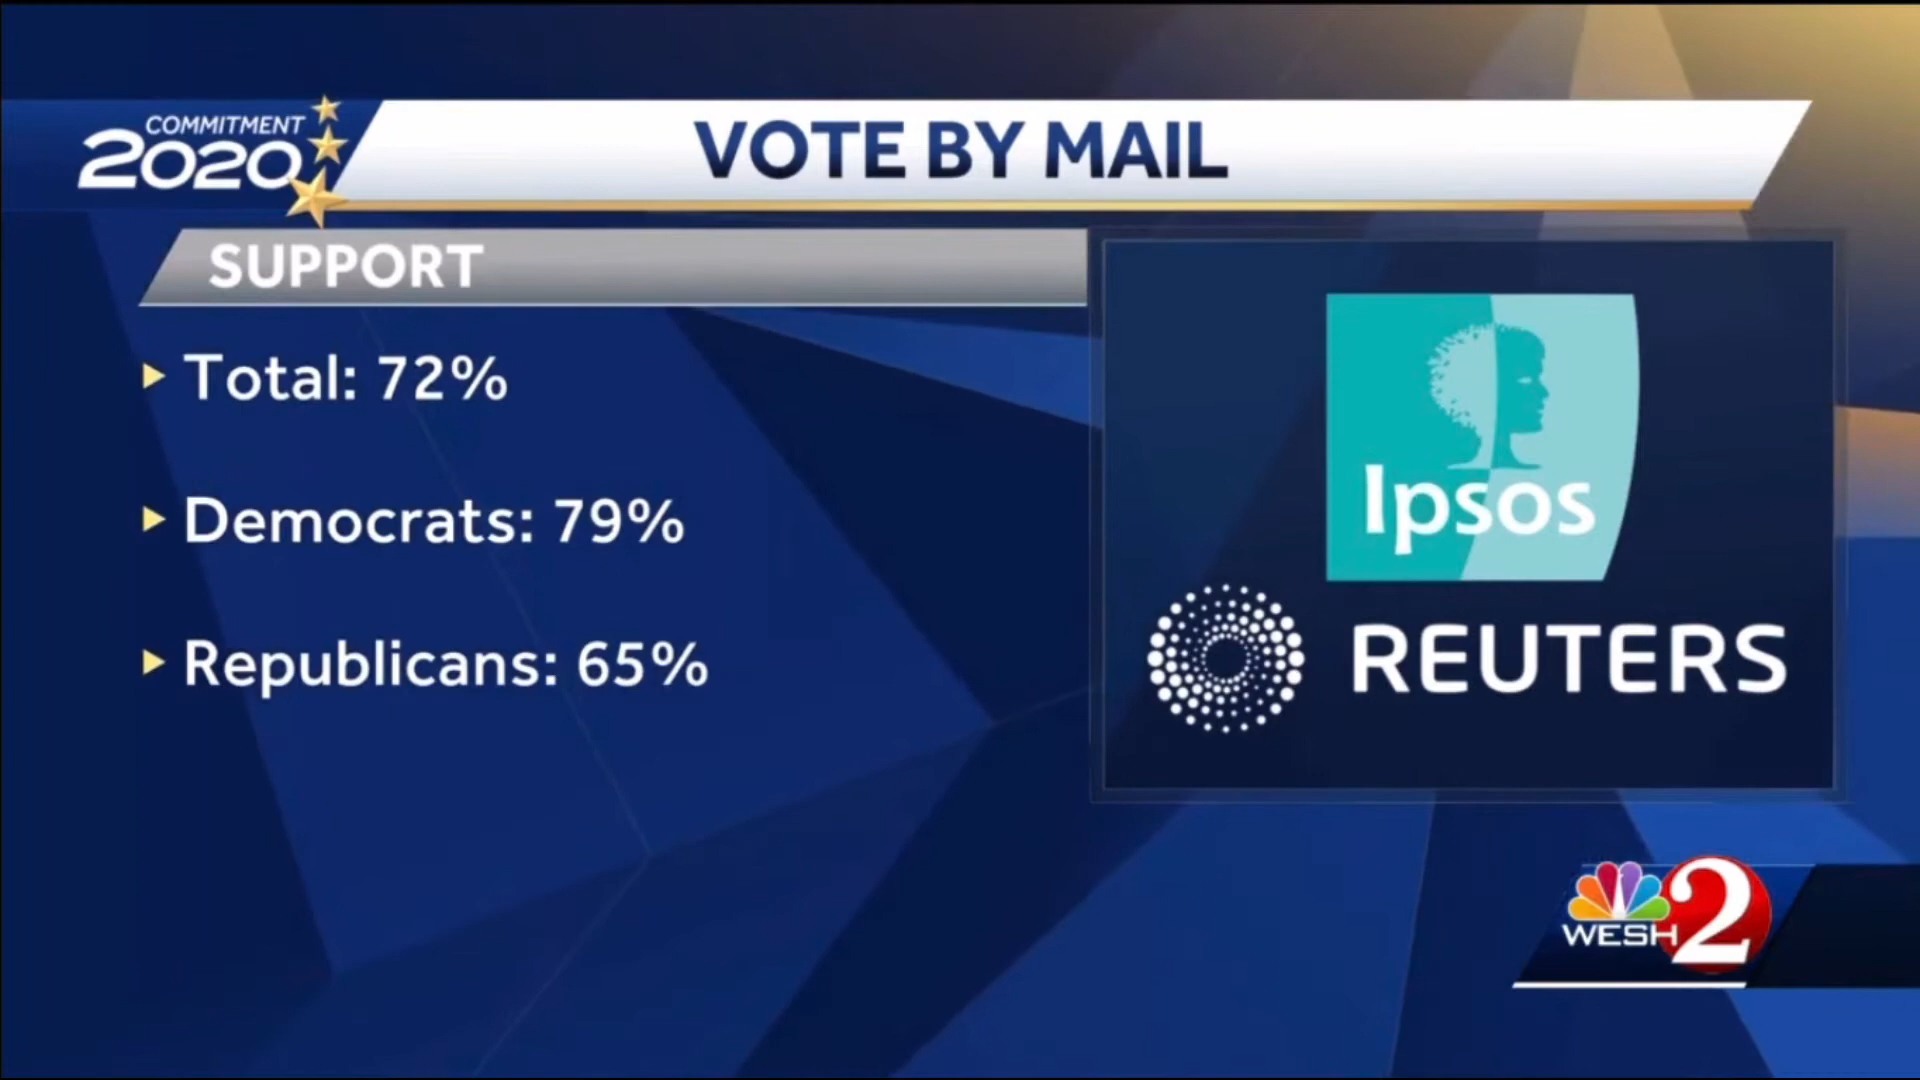 COMMITMENT
2020
VOTE BY MAIL
SUPPORT
Total: 72%
Democrats: 79%
Republicans: 65%
Ipsos
REUTERS
WESH 2